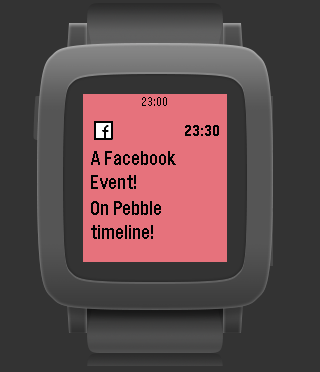 23:00
f 23:30
A Facebook
Event!
On Pebble
timeline!